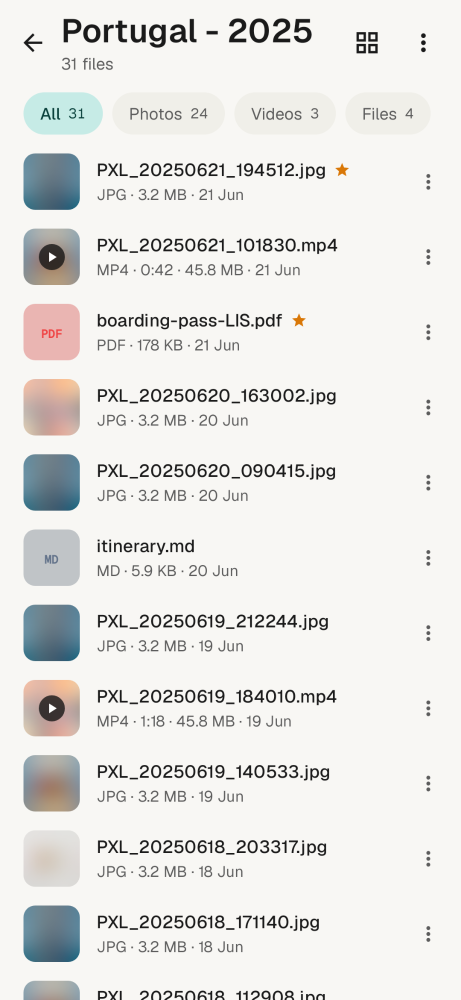 Portugal - 2025
31 files
All 31
Photos 24
Videos 3
Files 4
PXL_20250621_194512.jpg
JPG · 3.2 MB · 21 Jun
PXL_20250621_101830.mp4
MP4 · 0:42 · 45.8 MB · 21 Jun
PDF
boarding-pass-LIS.pdf
PDF · 178 KB · 21 Jun
PXL_20250620_163002.jpg
JPG · 3.2 MB · 20 Jun
PXL_20250620_090415.jpg
JPG · 3.2 MB · 20 Jun
MD
itinerary.md
MD · 5.9 KB · 20 Jun
PXL_20250619_212244.jpg
JPG · 3.2 MB · 19 Jun
PXL_20250619_184010.mp4
MP4 · 1:18 · 45.8 MB · 19 Jun
PXL_20250619_140533.jpg
JPG · 3.2 MB · 19 Jun
PXL_20250618_203317.jpg
JPG · 3.2 MB · 18 Jun
PXL_20250618_171140.jpg
JPG · 3.2 MB · 18 Jun
PXL_20250618_112908.jpg